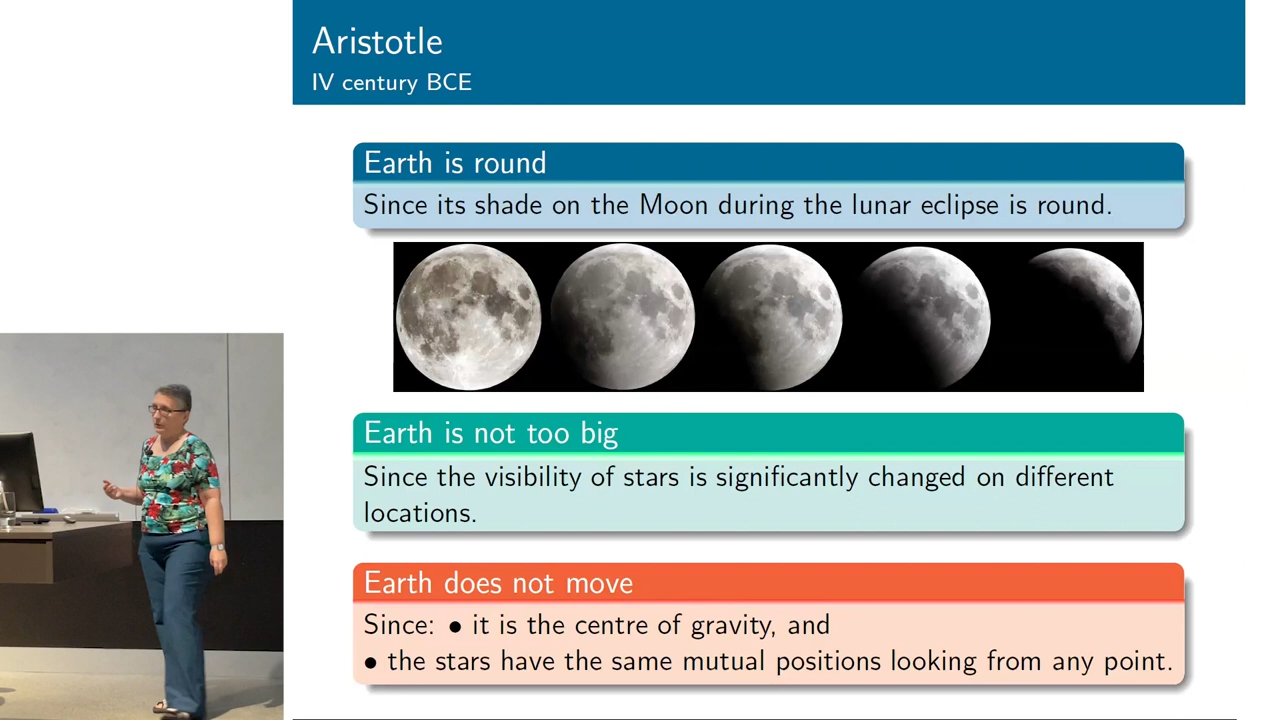 Aristotle
IV century BCE
Earth is round
Since its shade on the Moon during the lunar eclipse is round.
Earth is not too big
Since the visibility of stars is significantly changed on different
locations.
Earth does not move
Since: • it is the centre of gravity, and
• the stars have the same mutual positions looking from any point.